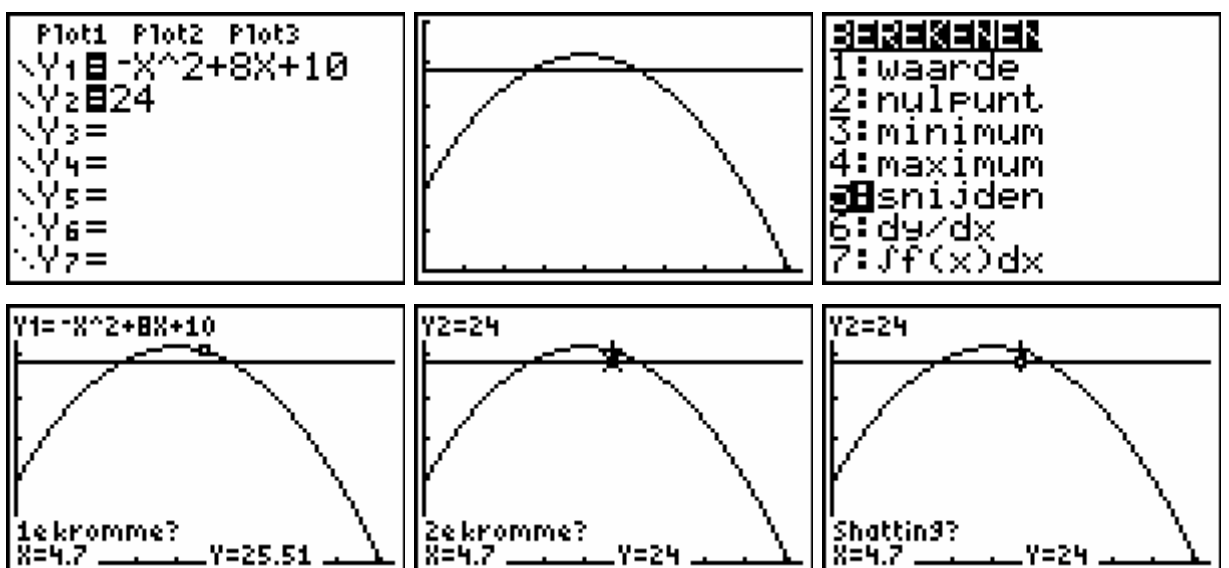 Plot1 Plot2 Plot3
\Y1=-X^2+8X+10
\Y2=24
\Y3=
\Y4=
\Y5=
\Y6=
\Y7=
BEREKENEN
1:waarde
2:nulpunt
3:minimum
4:maximum
5:snijden
6:dy/dx
7:∫f(x)dx
Y1=-X^2+8X+10
1e kromme?
X=4.7 Y=25.51
Y2=24
2e kromme?
X=4.7 Y=24
Y2=24
Shatting?
X=4.7 Y=24